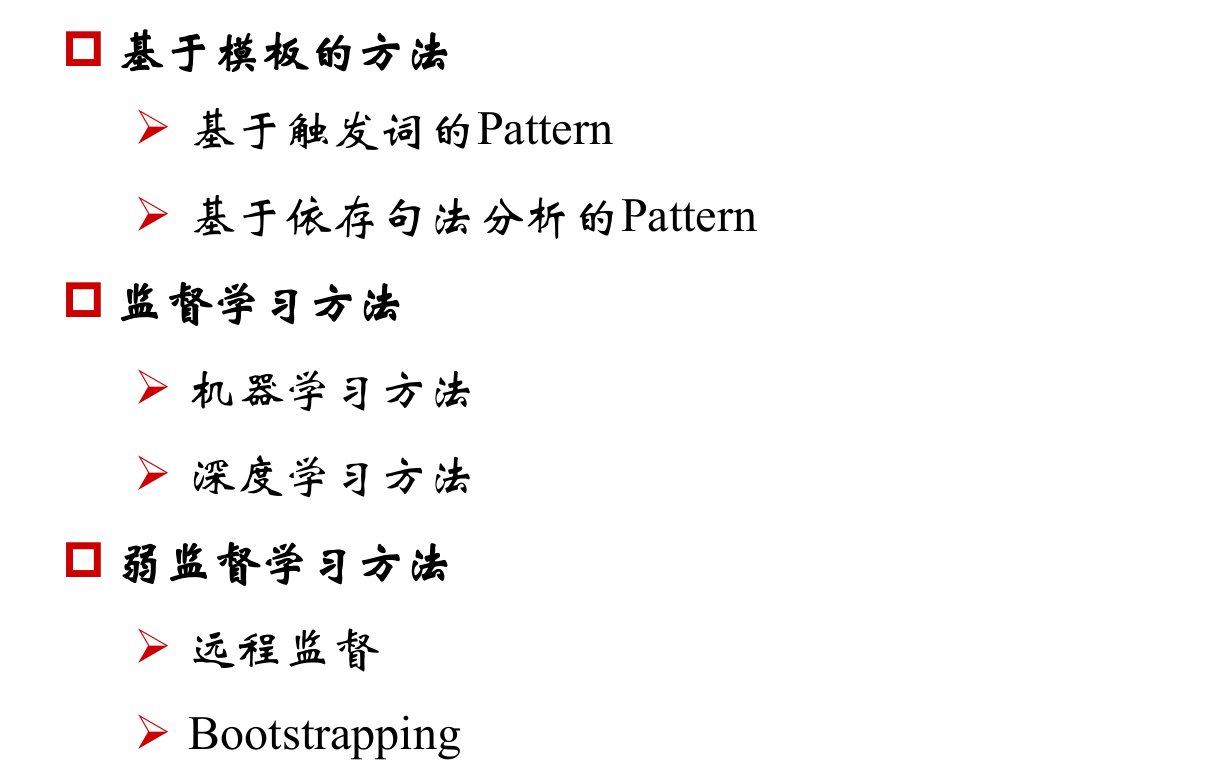 基于模板的方法
基于触发词的Pattern
基于依存句法分析的Pattern
监督学习方法
机器学习方法
深度学习方法
弱监督学习方法
远程监督
Bootstrapping